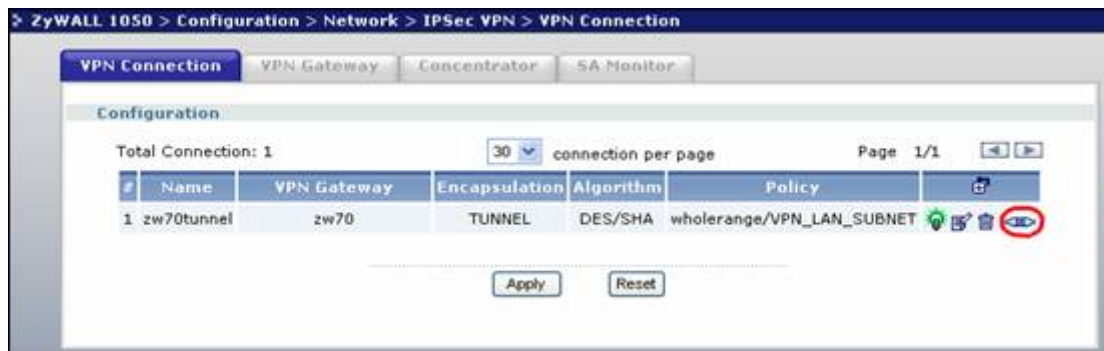 ZyWALL 1050 > Configuration > Network > IPSec VPN > VPN Connection
VPN Connection VPN Gateway Concentrator SA Monitor
Configuration
Total Connection: 1 30 connection per page Page 1/1
# Name VPN Gateway Encapsulation Algorithm Policy
1 zw70tunnel zw70 TUNNEL DES/SHA wholerange/VPN_LAN_SUBNET
Apply Reset